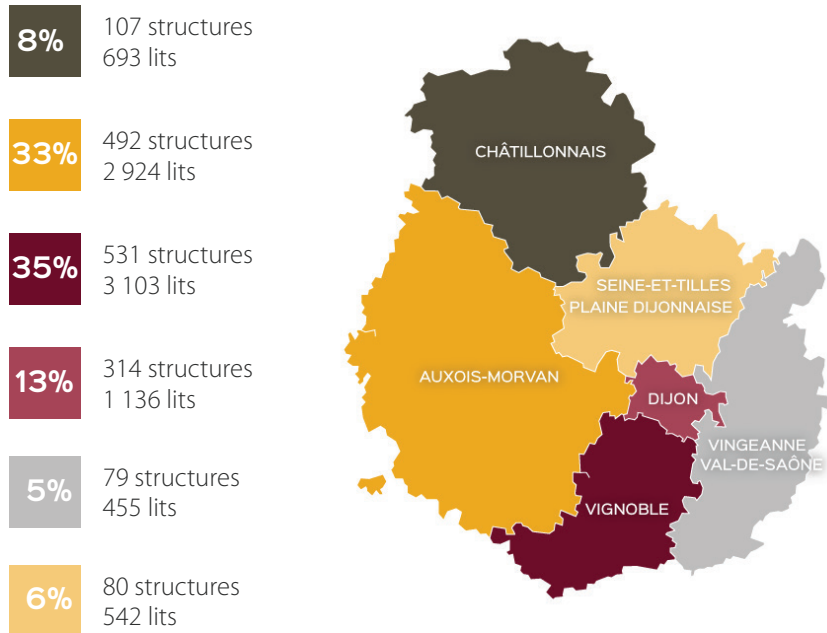 8%
107 structures
693 lits
33%
492 structures
2 924 lits
35%
531 structures
3 103 lits
13%
314 structures
1 136 lits
5%
79 structures
455 lits
6%
80 structures
542 lits
CHÂTILLONNAIS
SEINE-ET-TILLES
PLAINE DIJONNAISE
AUXOIS-MORVAN
DIJON
VINGEANNE
VAL-DE-SAÔNE
VIGNOBLE